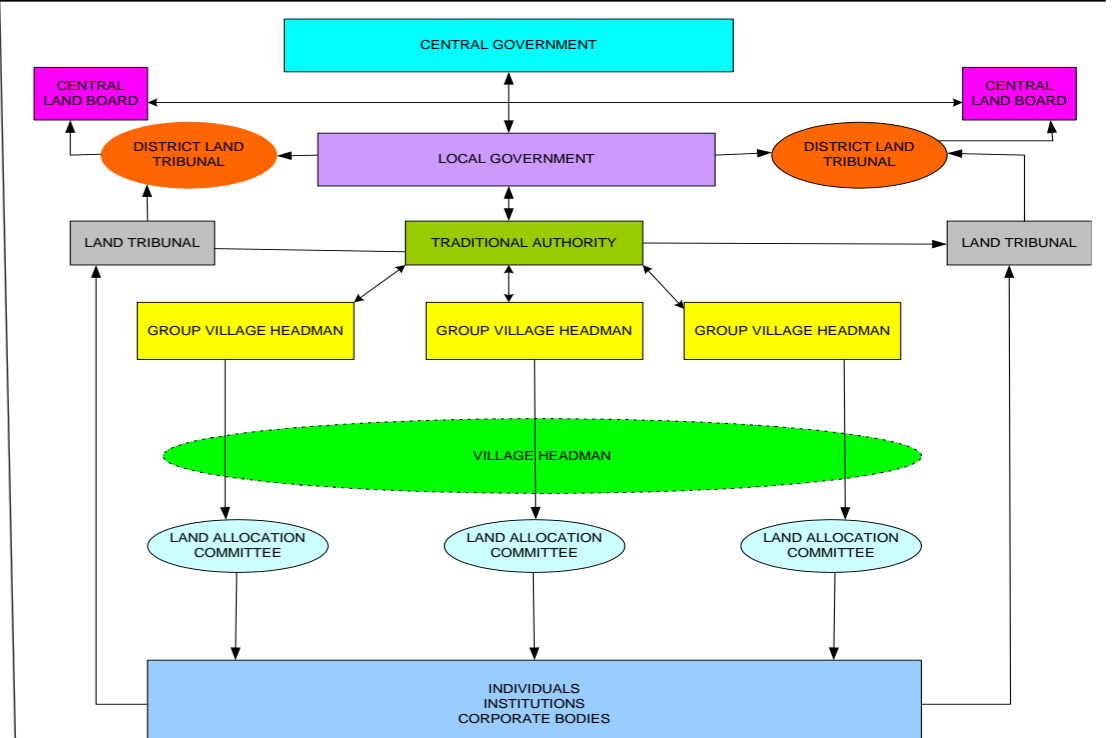 CENTRAL GOVERNMENT
CENTRAL
LAND BOARD
CENTRAL
LAND BOARD
DISTRICT LAND
TRIBUNAL
LOCAL GOVERNMENT
DISTRICT LAND
TRIBUNAL
LAND TRIBUNAL
TRADITIONAL AUTHORITY
LAND TRIBUNAL
GROUP VILLAGE HEADMAN
GROUP VILLAGE HEADMAN
GROUP VILLAGE HEADMAN
VILLAGE HEADMAN
LAND ALLOCATION
COMMITTEE
LAND ALLOCATION
COMMITTEE
LAND ALLOCATION
COMMITTEE
INDIVIDUALS
INSTITUTIONS
CORPORATE BODIES